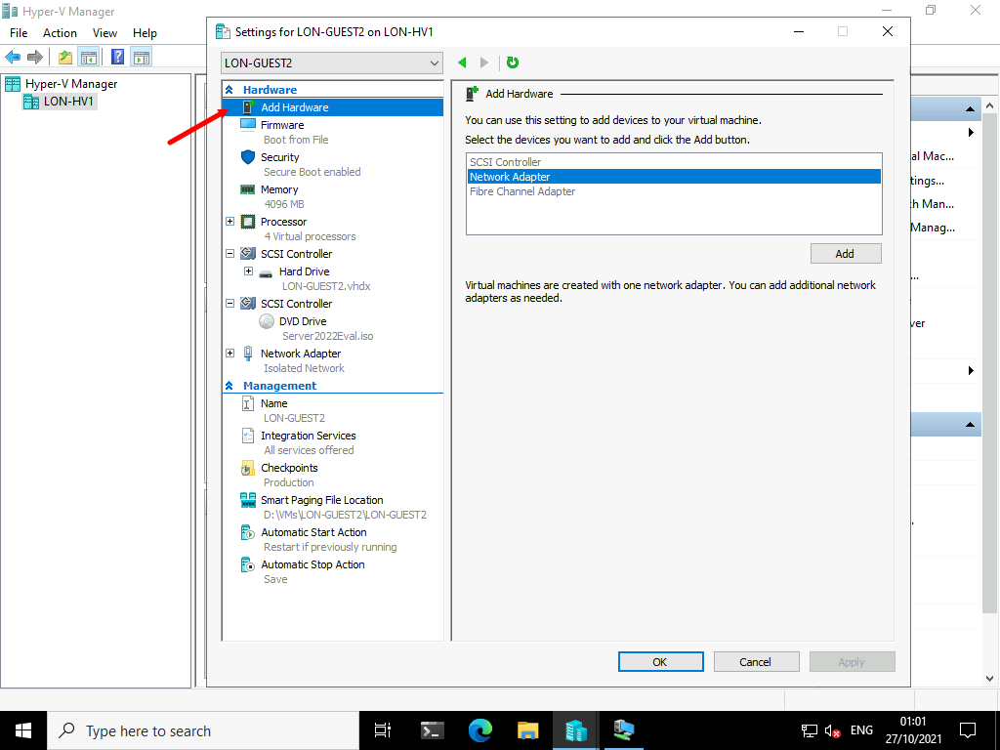 Hyper-V Manager
File Action View Help
Hyper-V Manager
LON-HV1
Settings for LON-GUEST2 on LON-HV1
LON-GUEST2
Hardware
Add Hardware
Firmware
Boot from File
Security
Secure Boot enabled
Memory
4096 MB
Processor
4 Virtual processors
SCSI Controller
Hard Drive
LON-GUEST2.vhdx
SCSI Controller
DVD Drive
Server2022Eval.iso
Network Adapter
Isolated Network
Management
Name
LON-GUEST2
Integration Services
All services offered
Checkpoints
Production
Smart Paging File Location
D:\VMs\LON-GUEST2\LON-GUEST2
Automatic Start Action
Restart if previously running
Automatic Stop Action
Save
Add Hardware
You can use this setting to add devices to your virtual machine.
Select the devices you want to add and click the Add button.
SCSI Controller
Network Adapter
Fibre Channel Adapter
Add
Virtual machines are created with one network adapter. You can add additional network
adapters as needed.
OK Cancel Apply
al Mac...
tings...
ch Man...
Manag...
...
ver
Type here to search
ENG
01:01
27/10/2021